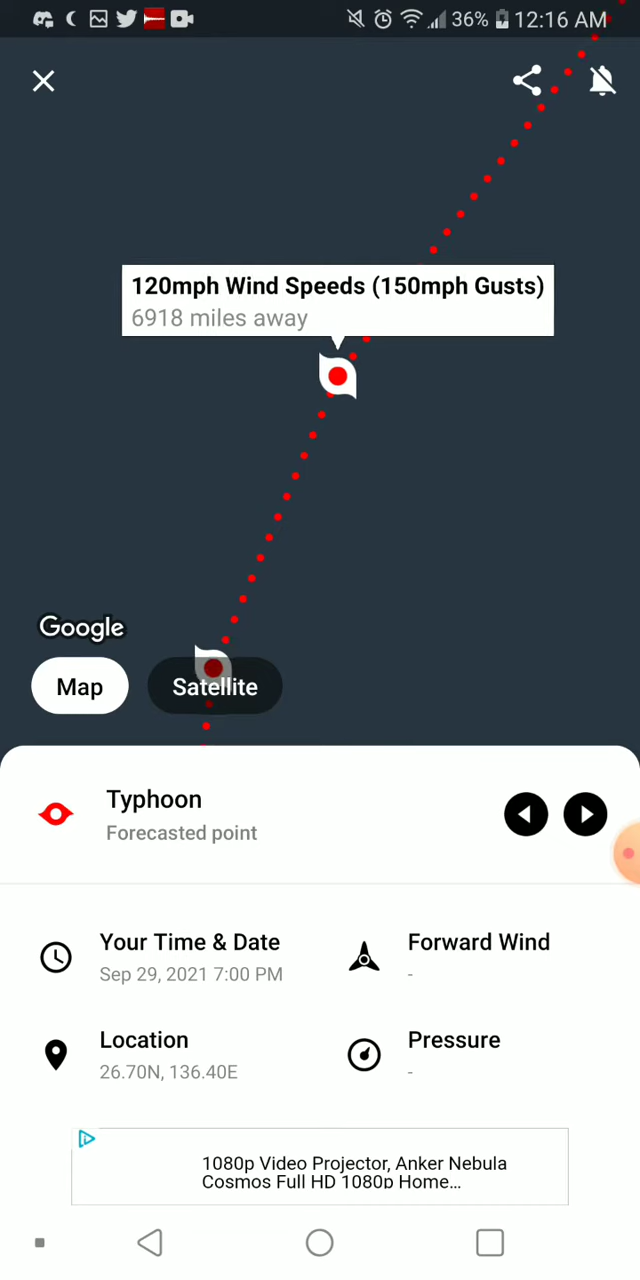 36% 12:16 AM
120mph Wind Speeds (150mph Gusts)
6918 miles away
Google
Map
Satellite
Typhoon
Forecasted point
Your Time & Date
Sep 29, 2021 7:00 PM
Forward Wind
-
Location
26.70N, 136.40E
Pressure
-
1080p Video Projector, Anker Nebula
Cosmos Full HD 1080p Home...